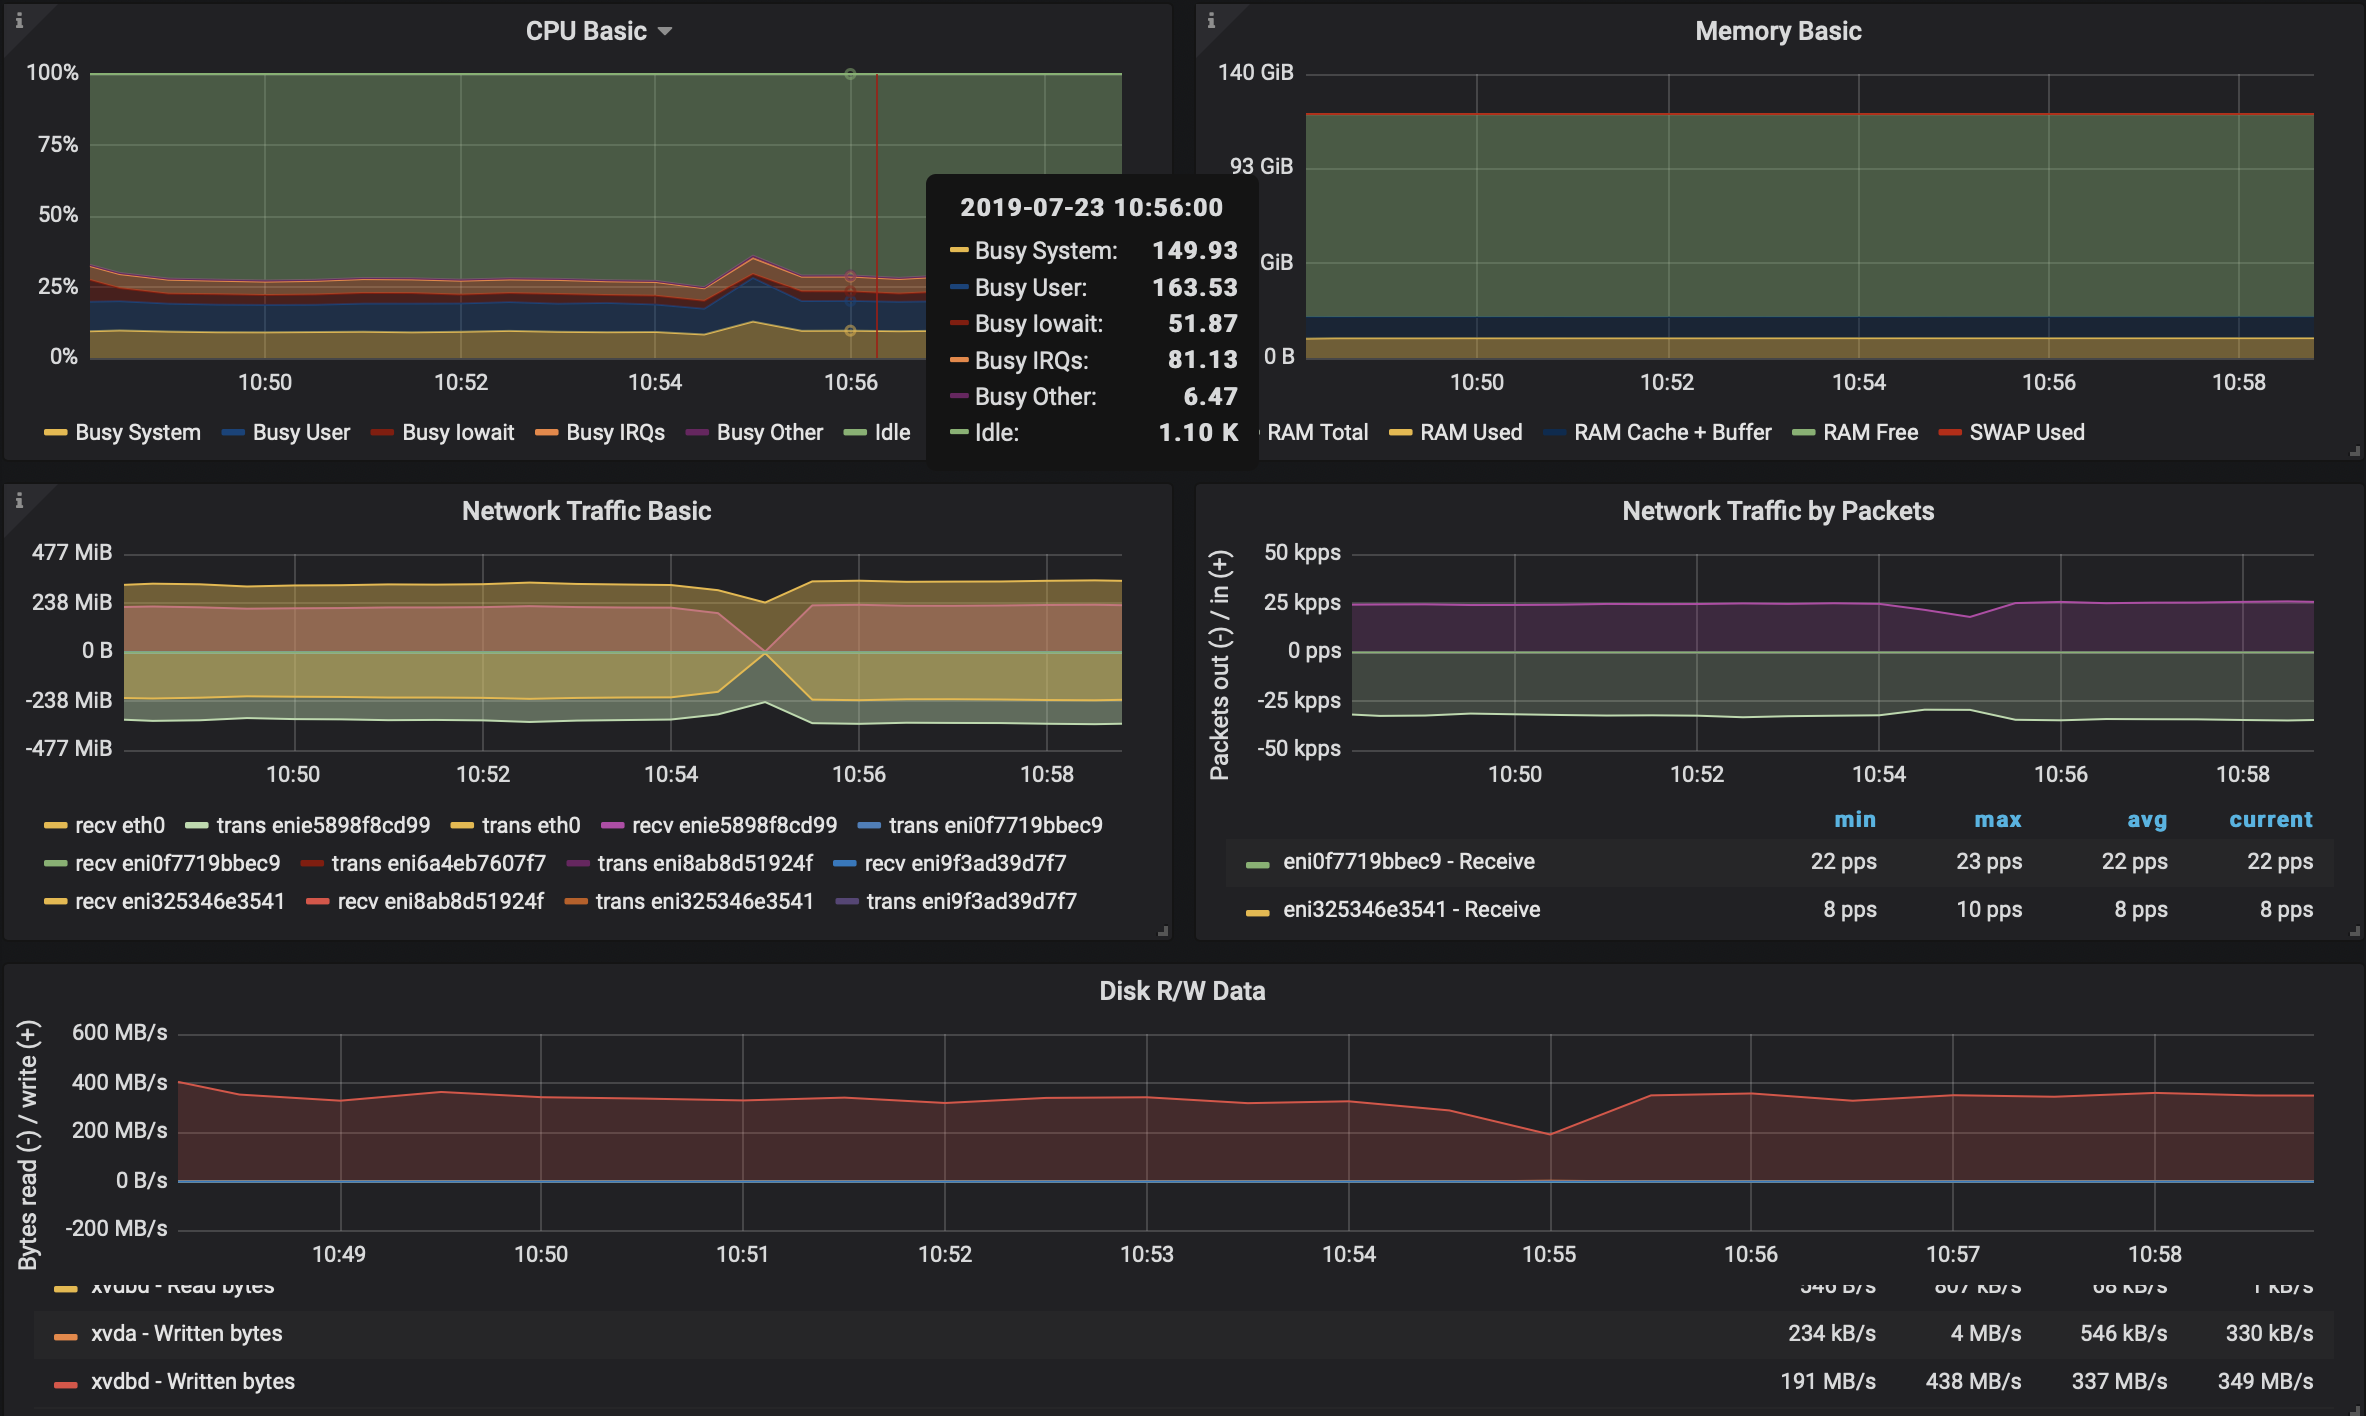 CPU Basic
100%
75%
50%
25%
0%
10:50 10:52 10:54 10:56
Busy System Busy User Busy Iowait Busy IRQs Busy Other Idle
2019-07-23 10:56:00
Busy System: 149.93
Busy User: 163.53
Busy Iowait: 51.87
Busy IRQs: 81.13
Busy Other: 6.47
Idle: 1.10 K
Memory Basic
140 GiB
93 GiB
GiB
0 B
10:50 10:52 10:54 10:56 10:58
RAM Total RAM Used RAM Cache + Buffer RAM Free SWAP Used
Network Traffic Basic
477 MiB
238 MiB
0 B
-238 MiB
-477 MiB
10:50 10:52 10:54 10:56 10:58
recv eth0 trans enie5898f8cd99 trans eth0 recv enie5898f8cd99 trans eni0f7719bbec9
recv eni0f7719bbec9 trans eni6a4eb7607f7 trans eni8ab8d51924f recv eni9f3ad39d7f7
recv eni325346e3541 recv eni8ab8d51924f trans eni325346e3541 trans eni9f3ad39d7f7
Network Traffic by Packets
Packets out (-) / in (+)
50 kpps
25 kpps
0 pps
-25 kpps
-50 kpps
10:50 10:52 10:54 10:56 10:58
min max avg current
eni0f7719bbec9 - Receive 22 pps 23 pps 22 pps 22 pps
eni325346e3541 - Receive 8 pps 10 pps 8 pps 8 pps
Disk R/W Data
Bytes read (-) / write (+)
600 MB/s
400 MB/s
200 MB/s
0 B/s
-200 MB/s
10:49 10:50 10:51 10:52 10:53 10:54 10:55 10:56 10:57 10:58
xvdbd - Read bytes 546 B/s 807 kB/s 68 kB/s 1 kB/s
xvda - Written bytes 234 kB/s 4 MB/s 546 kB/s 330 kB/s
xvdbd - Written bytes 191 MB/s 438 MB/s 337 MB/s 349 MB/s